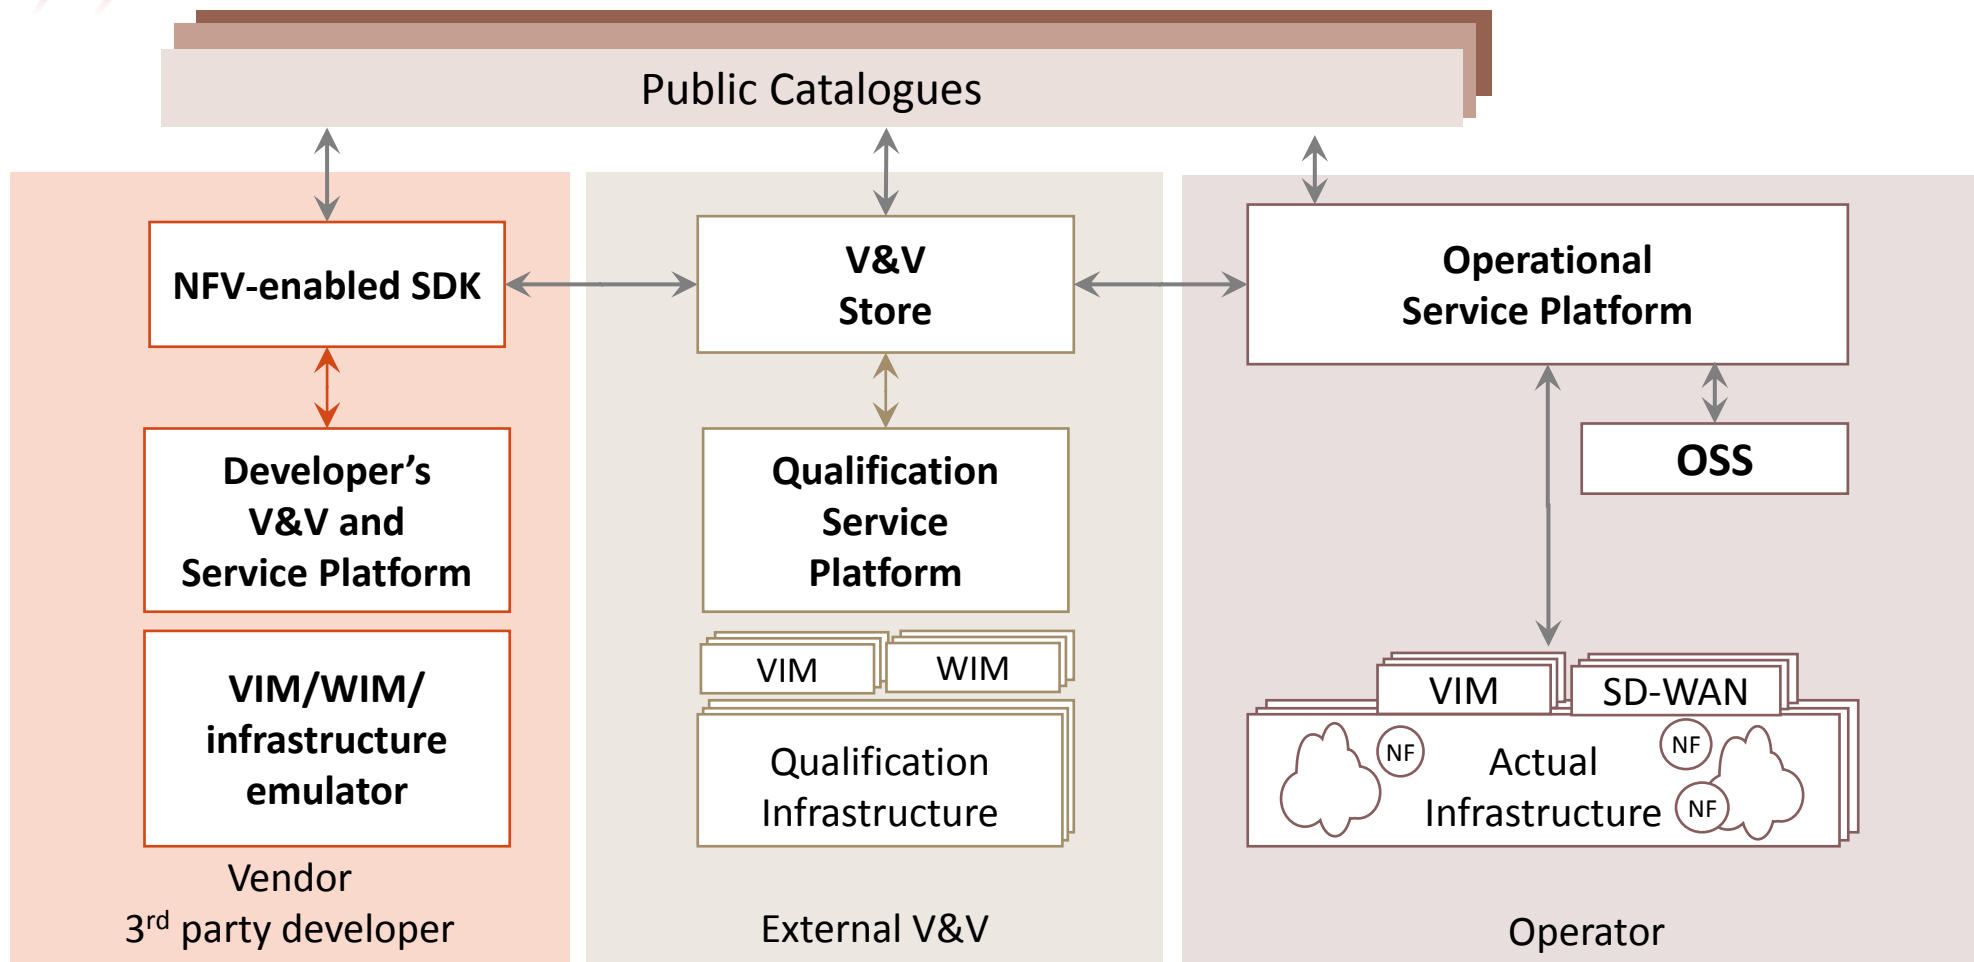 Public Catalogues
NFV-enabled SDK
Developer’s
V&V and
Service Platform
VIM/WIM/
infrastructure
emulator
Vendor
3rd party developer
V&V
Store
Qualification
Service
Platform
VIM
WIM
Qualification
Infrastructure
External V&V
Operational
Service Platform
OSS
VIM
SD-WAN
NF
NF
NF
Actual
Infrastructure
Operator